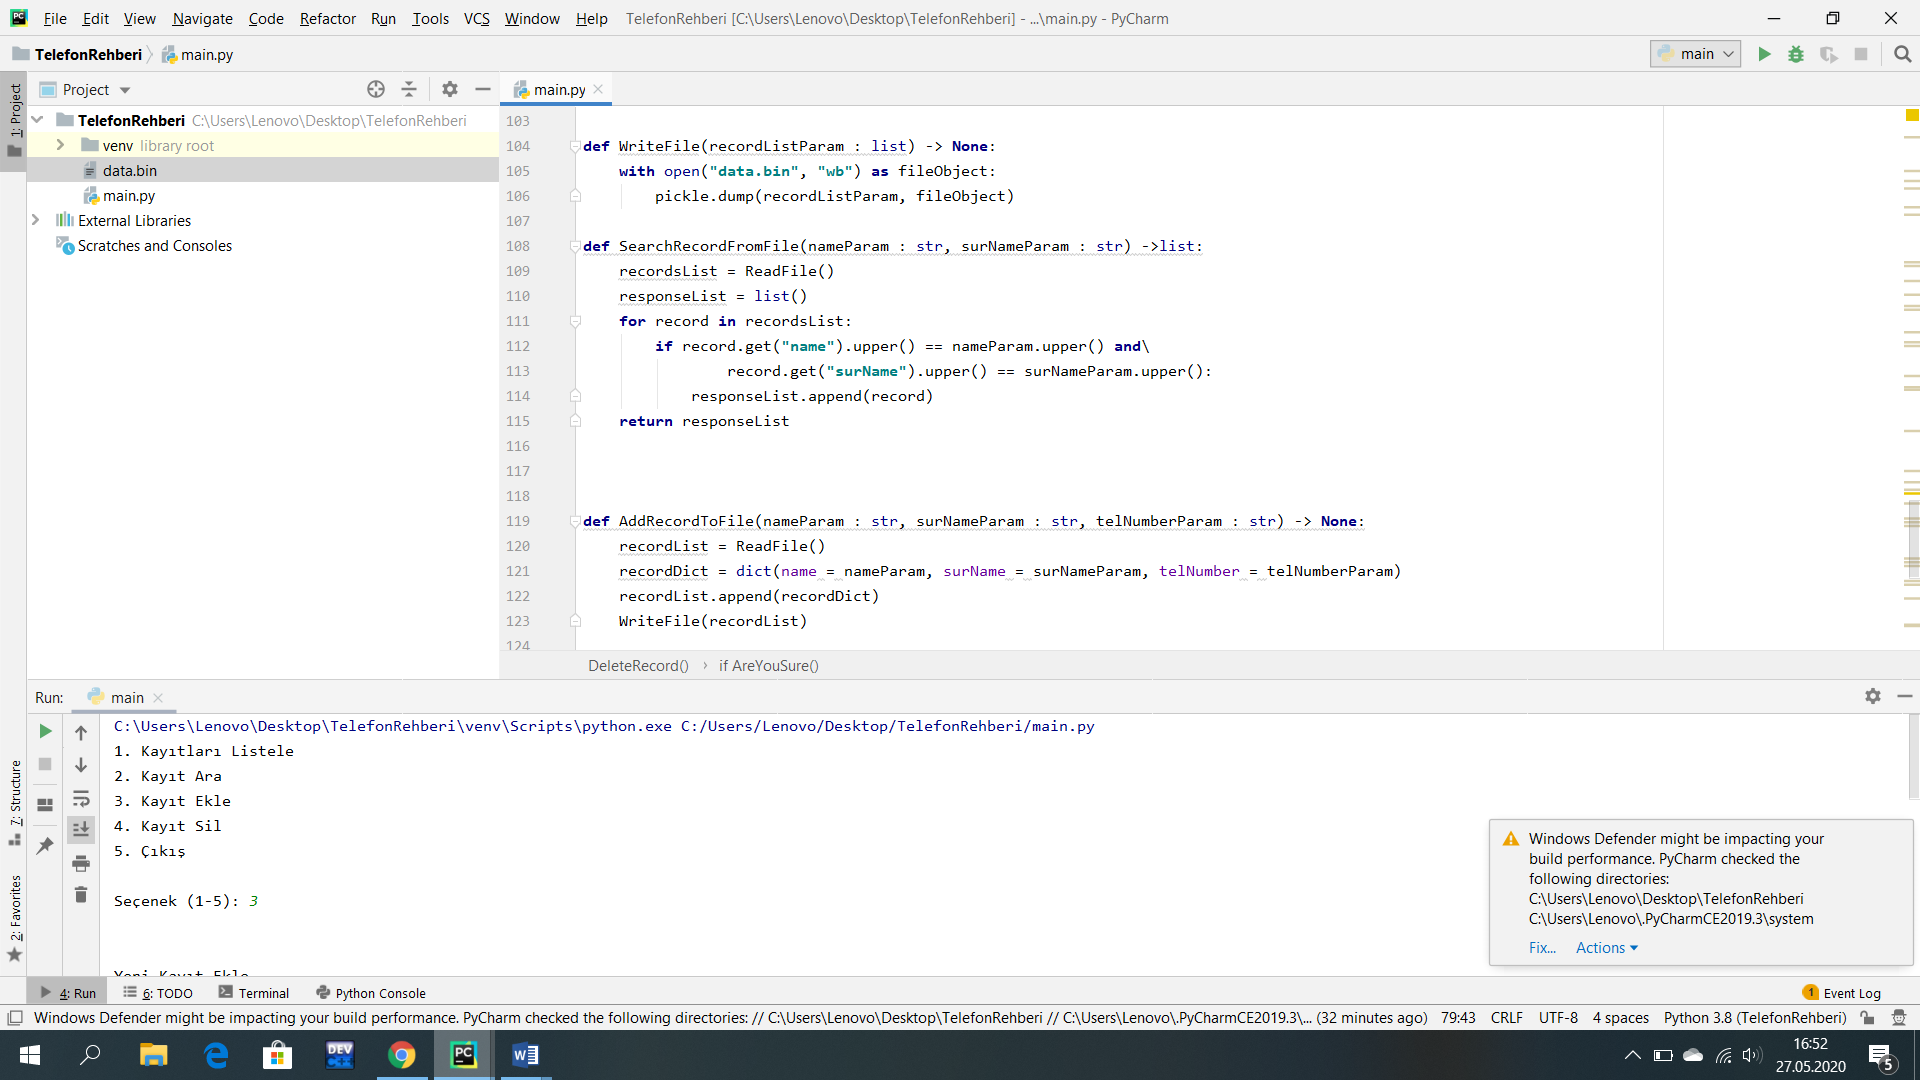 File Edit View Navigate Code Refactor Run Tools VCS Window Help TelefonRehberi [C:\Users\Lenovo\Desktop\TelefonRehberi] - ...\main.py - PyCharm
TelefonRehberi main.py
main
1: Project
Project
main.py
TelefonRehberi C:\Users\Lenovo\Desktop\TelefonRehberi
venv library root
data.bin
main.py
External Libraries
Scratches and Consoles
103
104 def WriteFile(recordListParam : list) -> None:
105 with open("data.bin", "wb") as fileObject:
106 pickle.dump(recordListParam, fileObject)
107
108 def SearchRecordFromFile(nameParam : str, surNameParam : str) ->list:
109 recordsList = ReadFile()
110 responseList = list()
111 for record in recordsList:
112 if record.get("name").upper() == nameParam.upper() and\
113 record.get("surName").upper() == surNameParam.upper():
114 responseList.append(record)
115 return responseList
116
117
118
119 def AddRecordToFile(nameParam : str, surNameParam : str, telNumberParam : str) -> None:
120 recordList = ReadFile()
121 recordDict = dict(name = nameParam, surName = surNameParam, telNumber = telNumberParam)
122 recordList.append(recordDict)
123 WriteFile(recordList)
124
DeleteRecord() › if AreYouSure()
Run: main
C:\Users\Lenovo\Desktop\TelefonRehberi\venv\Scripts\python.exe C:/Users/Lenovo/Desktop/TelefonRehberi/main.py
1. Kayıtları Listele
2. Kayıt Ara
3. Kayıt Ekle
4. Kayıt Sil
5. Çıkış
Seçenek (1-5): 3
Yeni Kayıt Ekle
7: Structure
2: Favorites
Windows Defender might be impacting your
build performance. PyCharm checked the
following directories:
C:\Users\Lenovo\Desktop\TelefonRehberi
C:\Users\Lenovo\.PyCharmCE2019.3\system
Fix... Actions
4: Run 6: TODO Terminal Python Console 1 Event Log
Windows Defender might be impacting your build performance. PyCharm checked the following directories: // C:\Users\Lenovo\Desktop\TelefonRehberi // C:\Users\Lenovo\.PyCharmCE2019.3\... (32 minutes ago) 79:43 CRLF UTF-8 4 spaces Python 3.8 (TelefonRehberi)
DEV C++
PC
W
16:52
27.05.2020
5